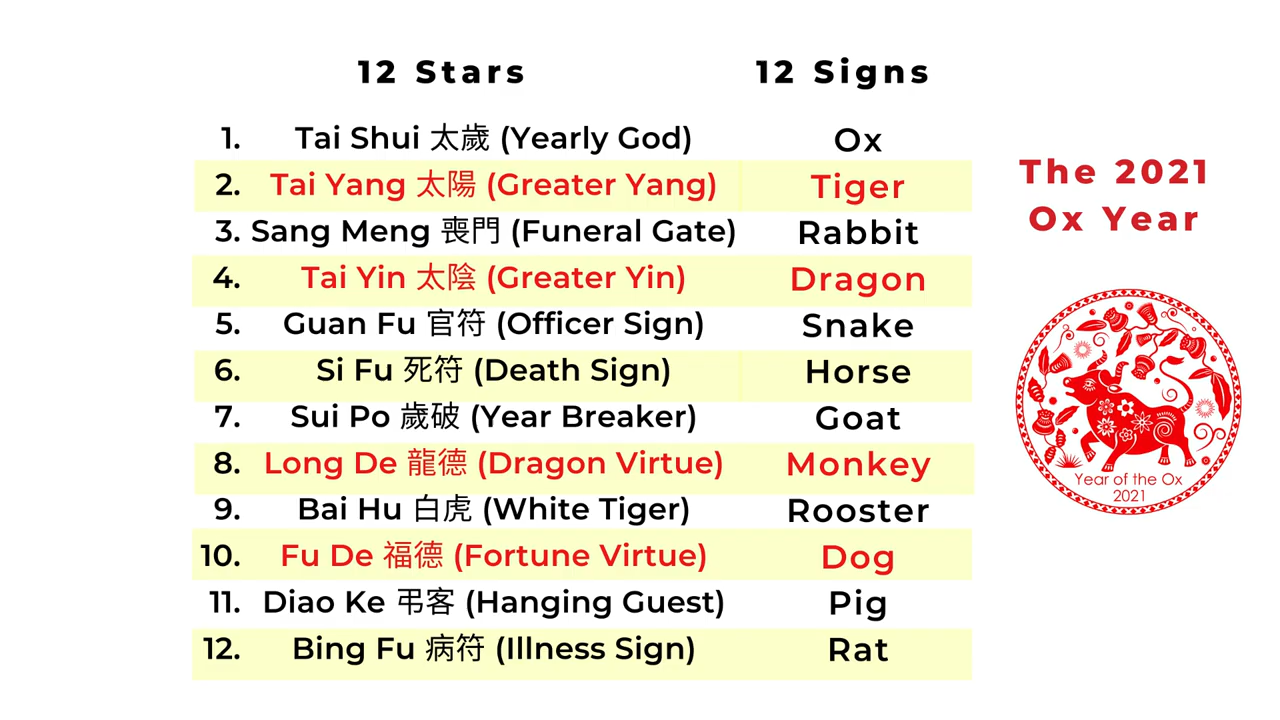 12 Stars 12 Signs
1. Tai Shui 太歲 (Yearly God) Ox
2. Tai Yang 太陽 (Greater Yang) Tiger
3. Sang Meng 喪門 (Funeral Gate) Rabbit
4. Tai Yin 太陰 (Greater Yin) Dragon
5. Guan Fu 官符 (Officer Sign) Snake
6. Si Fu 死符 (Death Sign) Horse
7. Sui Po 歲破 (Year Breaker) Goat
8. Long De 龍德 (Dragon Virtue) Monkey
9. Bai Hu 白虎 (White Tiger) Rooster
10. Fu De 福德 (Fortune Virtue) Dog
11. Diao Ke 弔客 (Hanging Guest) Pig
12. Bing Fu 病符 (Illness Sign) Rat
The 2021
Ox Year
Year of the Ox
2021